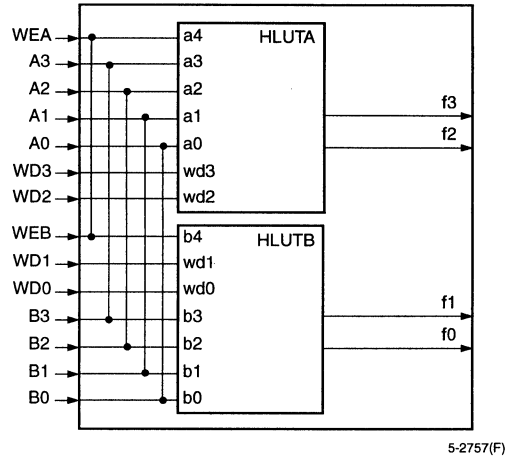 WEA a4 HLUTA
A3 a3
A2 a2
A1 a1 f3
A0 a0 f2
WD3 wd3
WD2 wd2
WEB b4 HLUTB
WD1 wd1
WD0 wd0
B3 b3 f1
B2 b2 f0
B1 b1
B0 b0
5-2757(F)